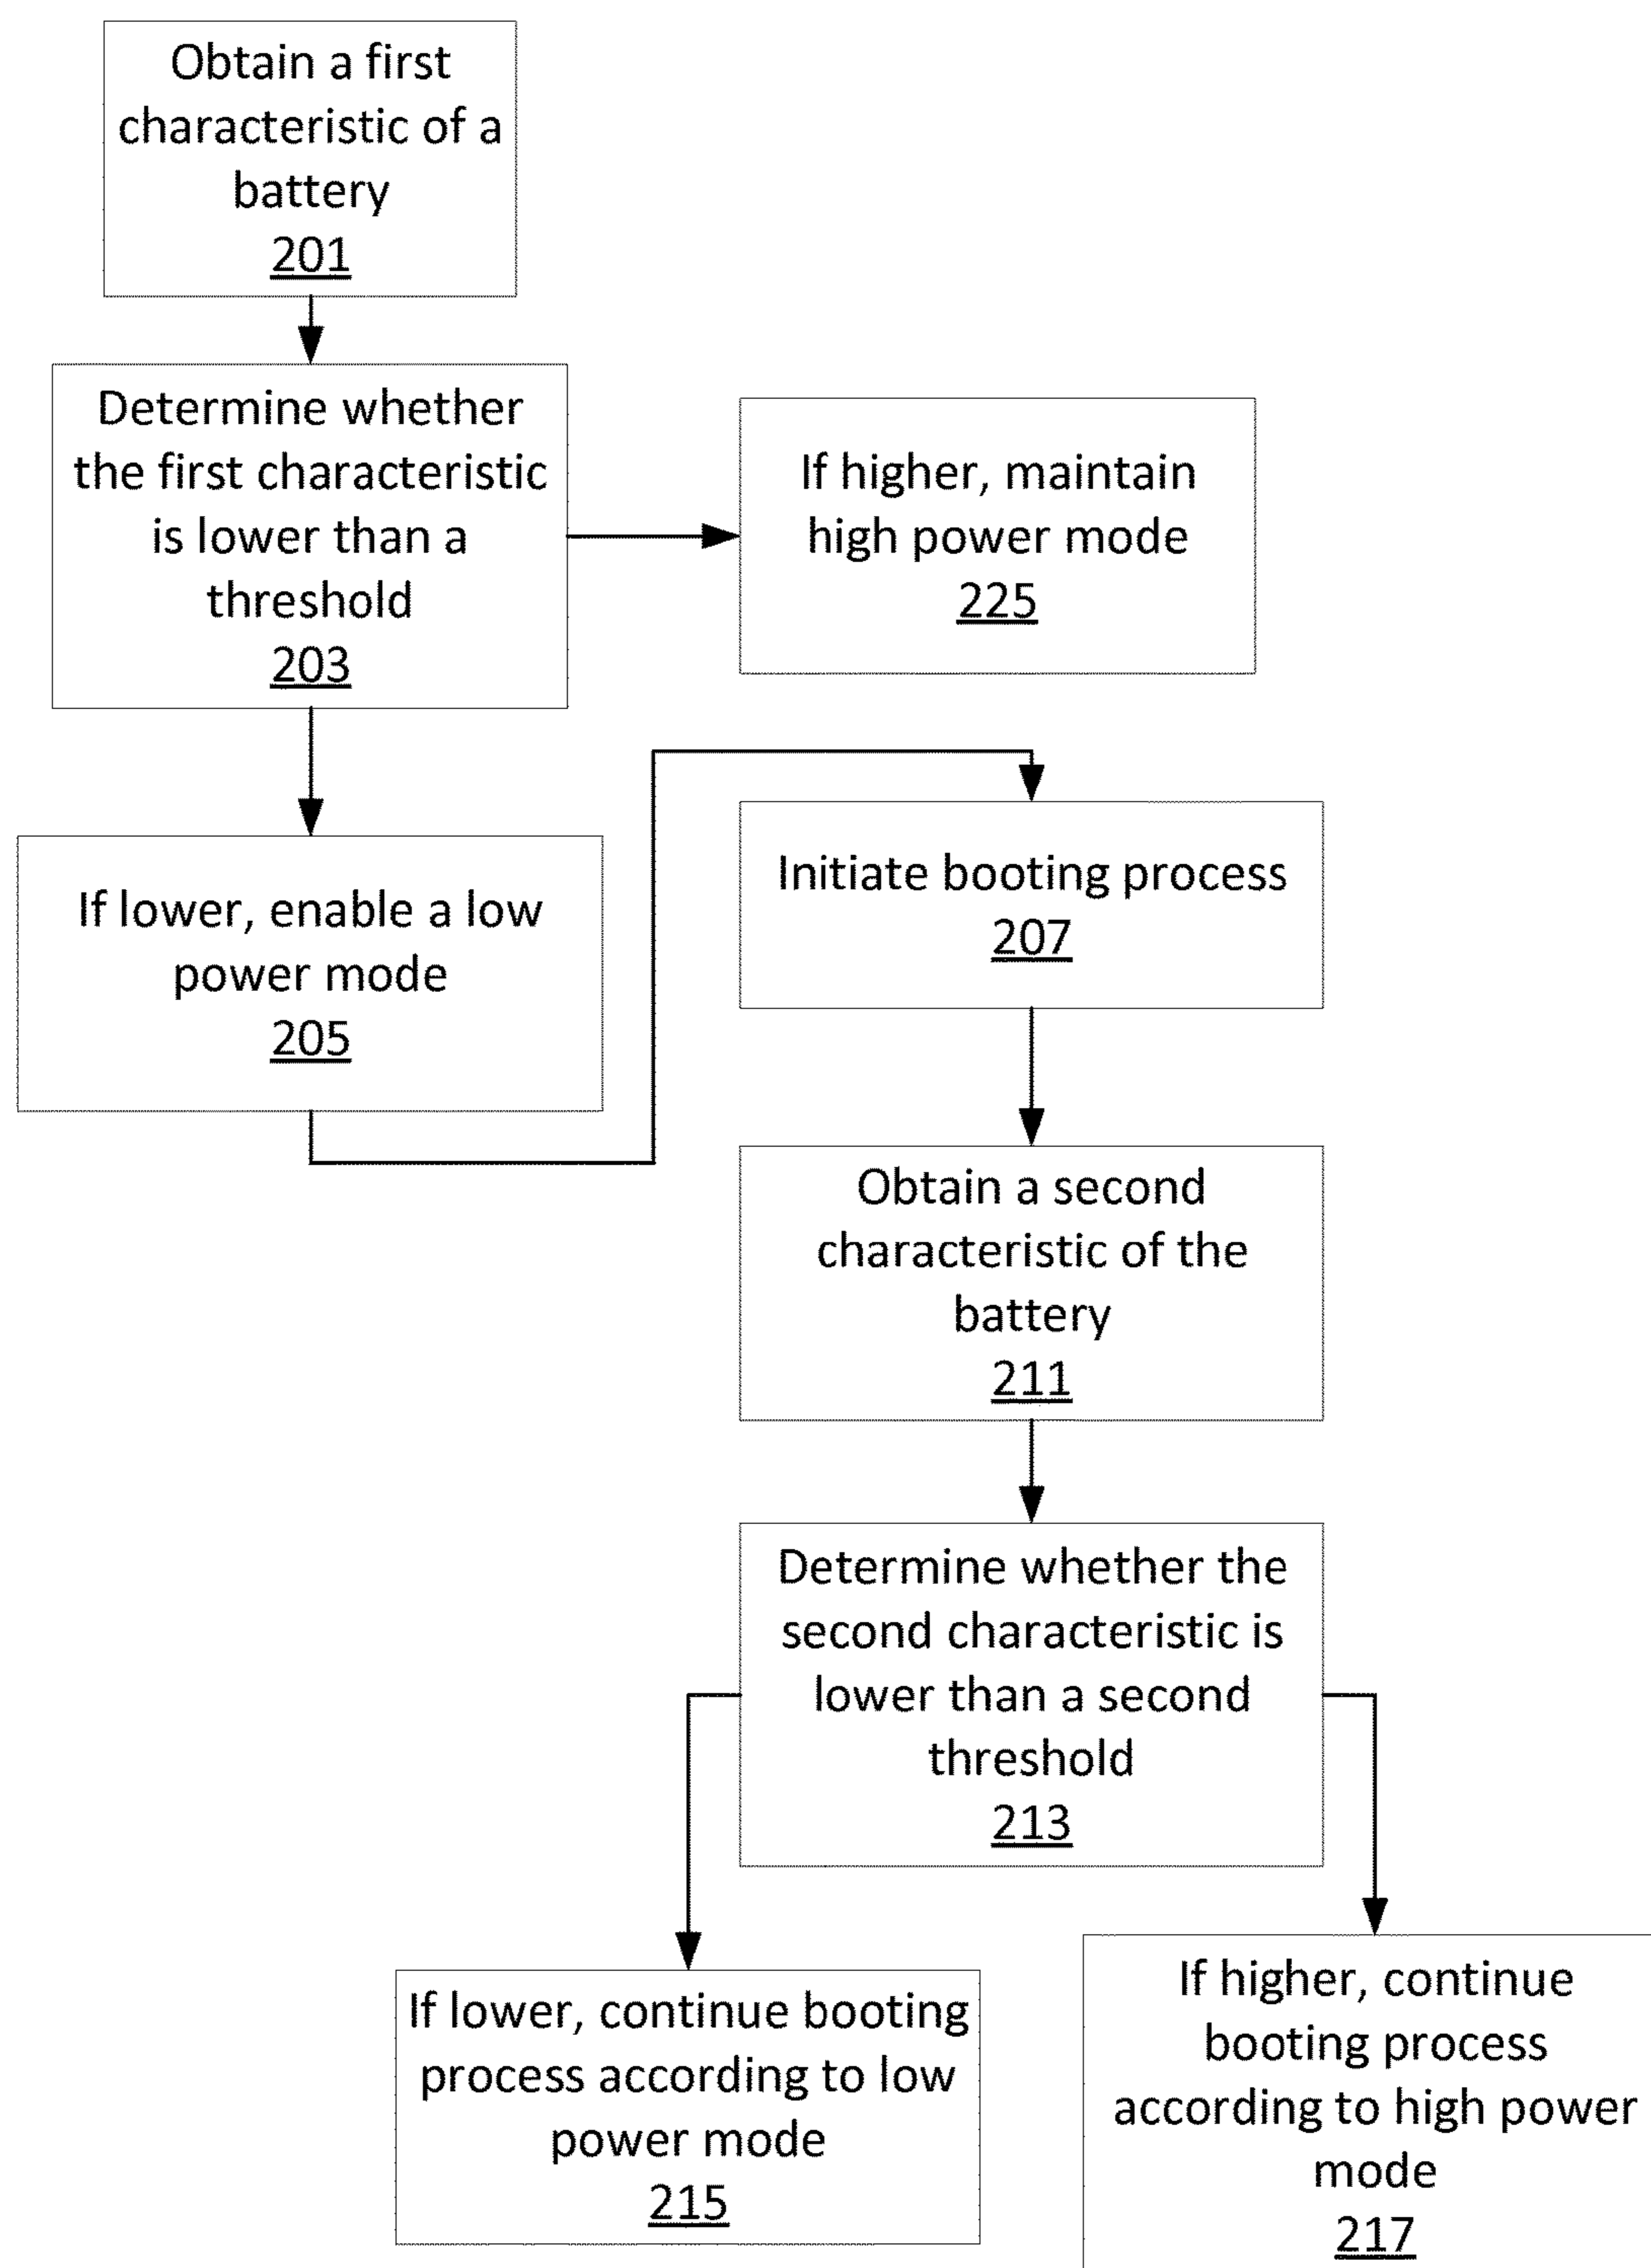 Obtain a first
characteristic of a
battery
201
Determine whether
the first characteristic
is lower than a
threshold
203
If higher, maintain
high power mode
225
If lower, enable a low
power mode
205
Initiate booting process
207
Obtain a second
characteristic of the
battery
211
Determine whether the
second characteristic is
lower than a second
threshold
213
If lower, continue booting
process according to low
power mode
215
If higher, continue
booting process
according to high power
mode
217